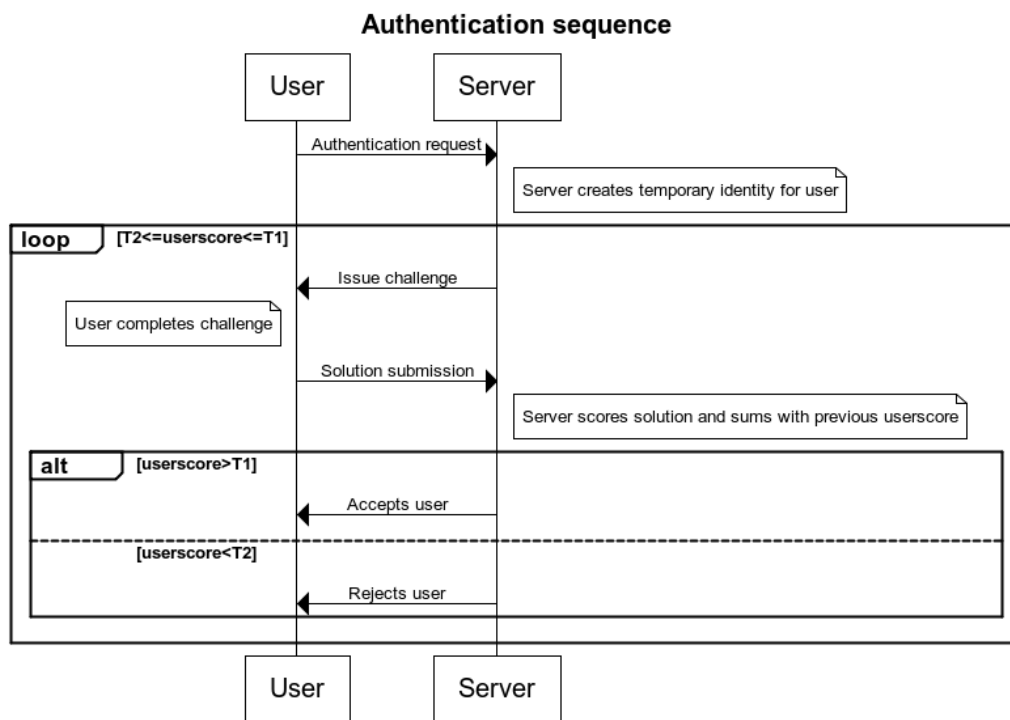 Authentication sequence
User
Server
Authentication request
Server creates temporary identity for user
loop
[T2<=userscore<=T1]
Issue challenge
User completes challenge
Solution submission
Server scores solution and sums with previous userscore
alt
[userscore>T1]
Accepts user
[userscore<T2]
Rejects user
User
Server